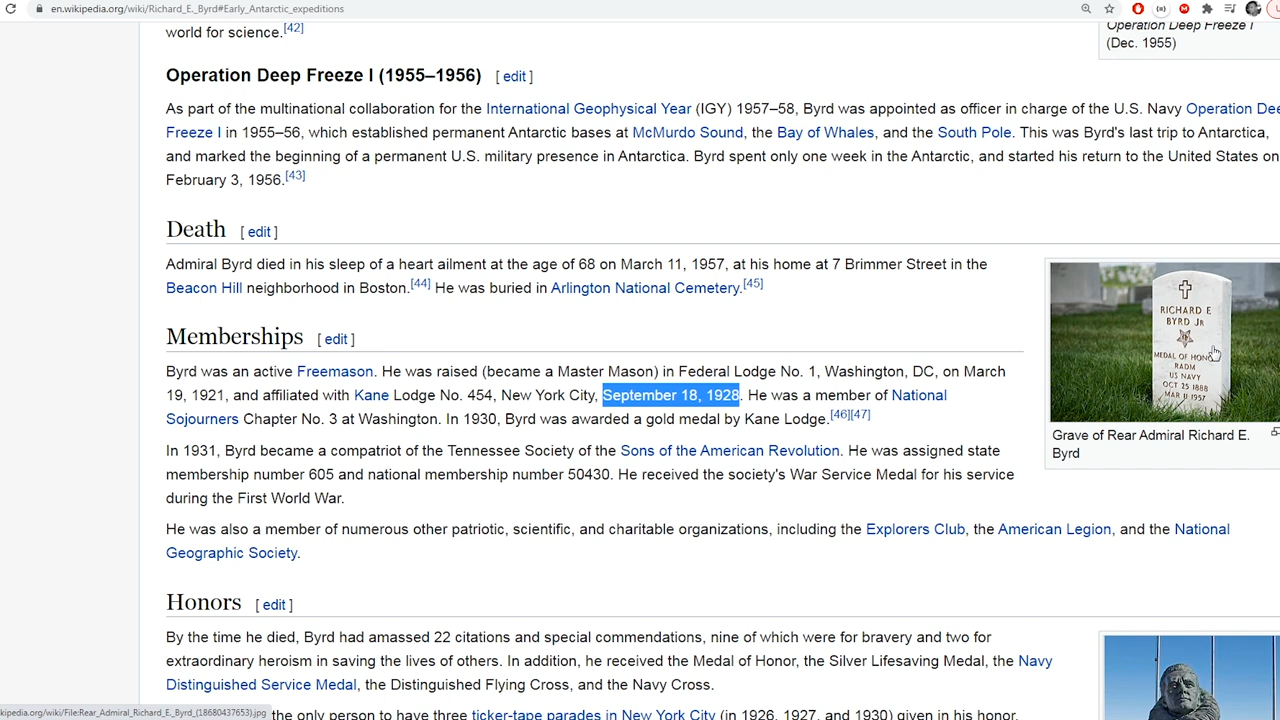 en.wikipedia.org/wiki/Richard_E._Byrd#Early_Antarctic_expeditions
world for science.[42]
Operation Deep Freeze I
(Dec. 1955)
Operation Deep Freeze I (1955–1956) [ edit ]
As part of the multinational collaboration for the International Geophysical Year (IGY) 1957–58, Byrd was appointed as officer in charge of the U.S. Navy Operation Dee
Freeze I in 1955–56, which established permanent Antarctic bases at McMurdo Sound, the Bay of Whales, and the South Pole. This was Byrd's last trip to Antarctica,
and marked the beginning of a permanent U.S. military presence in Antarctica. Byrd spent only one week in the Antarctic, and started his return to the United States on
February 3, 1956.[43]
Death [ edit ]
Admiral Byrd died in his sleep of a heart ailment at the age of 68 on March 11, 1957, at his home at 7 Brimmer Street in the
Beacon Hill neighborhood in Boston.[44] He was buried in Arlington National Cemetery.[45]
Memberships [ edit ]
Byrd was an active Freemason. He was raised (became a Master Mason) in Federal Lodge No. 1, Washington, DC, on March
19, 1921, and affiliated with Kane Lodge No. 454, New York City, September 18, 1928. He was a member of National
Sojourners Chapter No. 3 at Washington. In 1930, Byrd was awarded a gold medal by Kane Lodge.[46][47]
In 1931, Byrd became a compatriot of the Tennessee Society of the Sons of the American Revolution. He was assigned state
membership number 605 and national membership number 50430. He received the society's War Service Medal for his service
during the First World War.
He was also a member of numerous other patriotic, scientific, and charitable organizations, including the Explorers Club, the American Legion, and the National
Geographic Society.
RICHARD E
BYRD JR
MEDAL OF HONOR
RADM
US NAVY
OCT 25 1888
MAR 11 1957
Grave of Rear Admiral Richard E.
Byrd
Honors [ edit ]
By the time he died, Byrd had amassed 22 citations and special commendations, nine of which were for bravery and two for
extraordinary heroism in saving the lives of others. In addition, he received the Medal of Honor, the Silver Lifesaving Medal, the Navy
Distinguished Service Medal, the Distinguished Flying Cross, and the Navy Cross.
the only person to have three ticker-tape parades in New York City (in 1926, 1927, and 1930) given in his honor.
kipedia.org/wiki/File:Rear_Admiral_Richard_E._Byrd_(18680437653).jpg